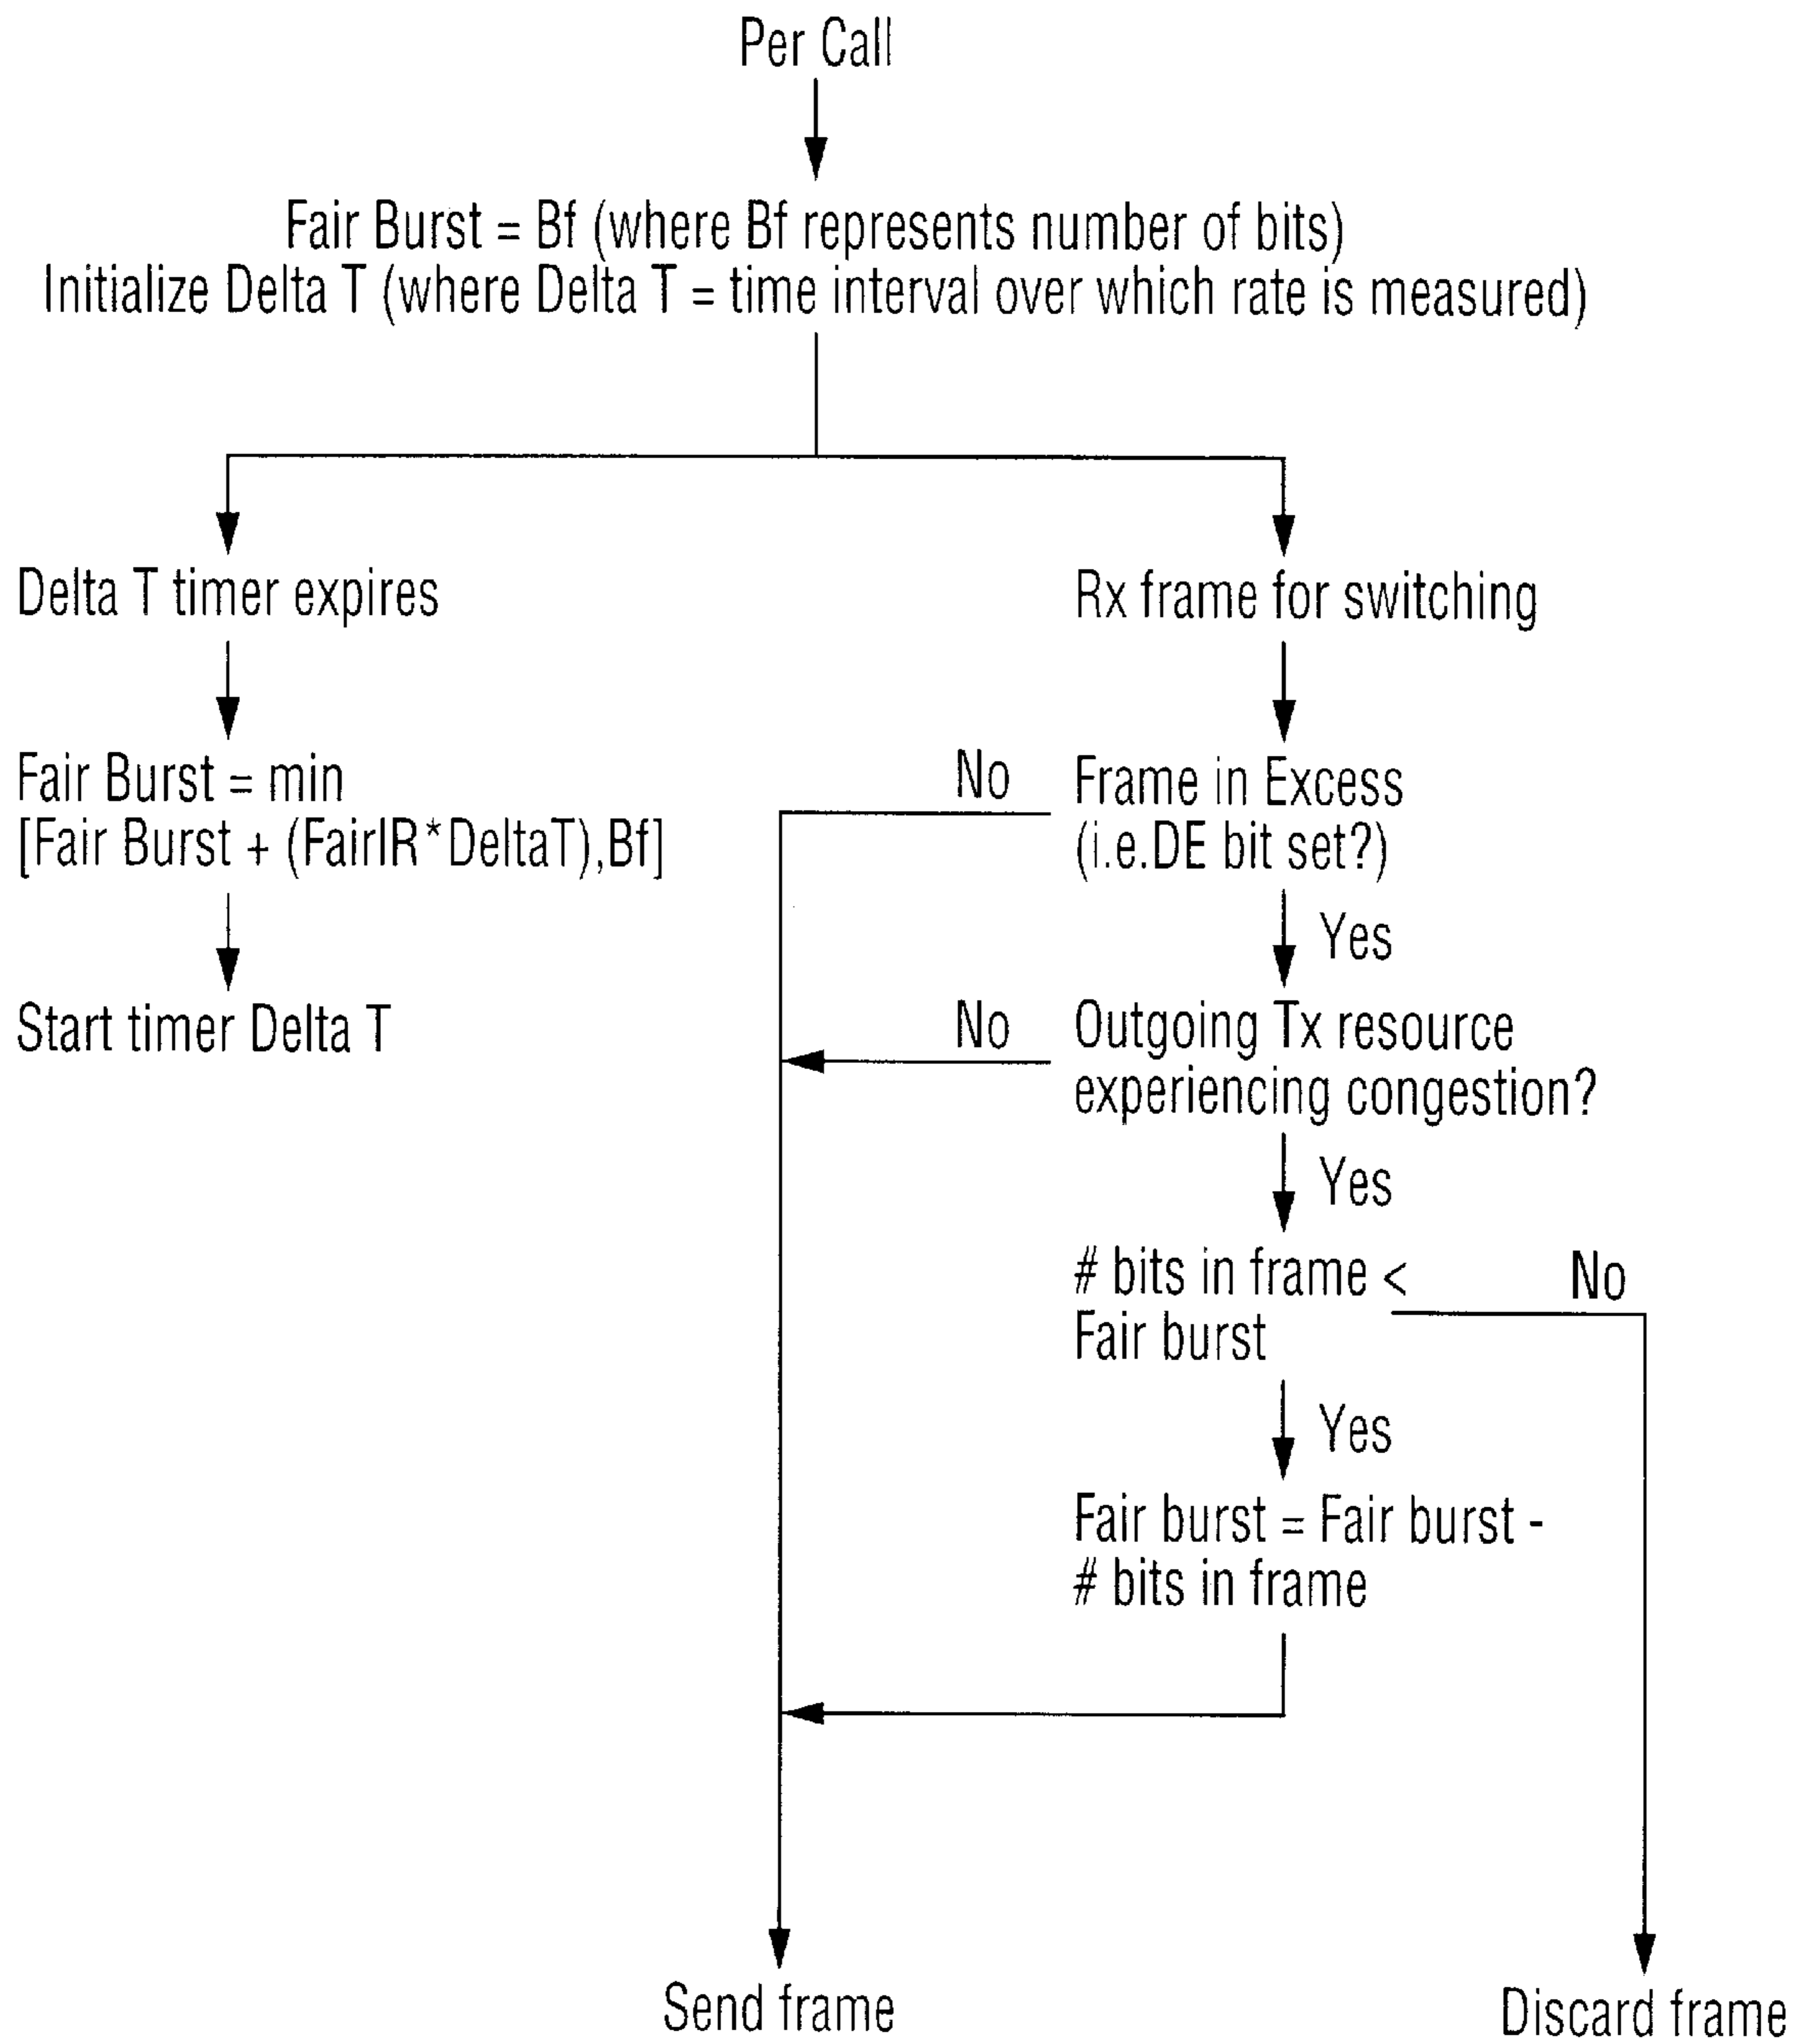 Per Call
Fair Burst = Bf (where Bf represents number of bits)
Initialize Delta T (where Delta T = time interval over which rate is measured)
Delta T timer expires
Fair Burst = min
[Fair Burst + (FairIR*DeltaT),Bf]
Start timer Delta T
Rx frame for switching
No
Frame in Excess
(i.e.DE bit set?)
Yes
No
Outgoing Tx resource
experiencing congestion?
Yes
# bits in frame <
Fair burst
No
Yes
Fair burst = Fair burst -
# bits in frame
Send frame
Discard frame